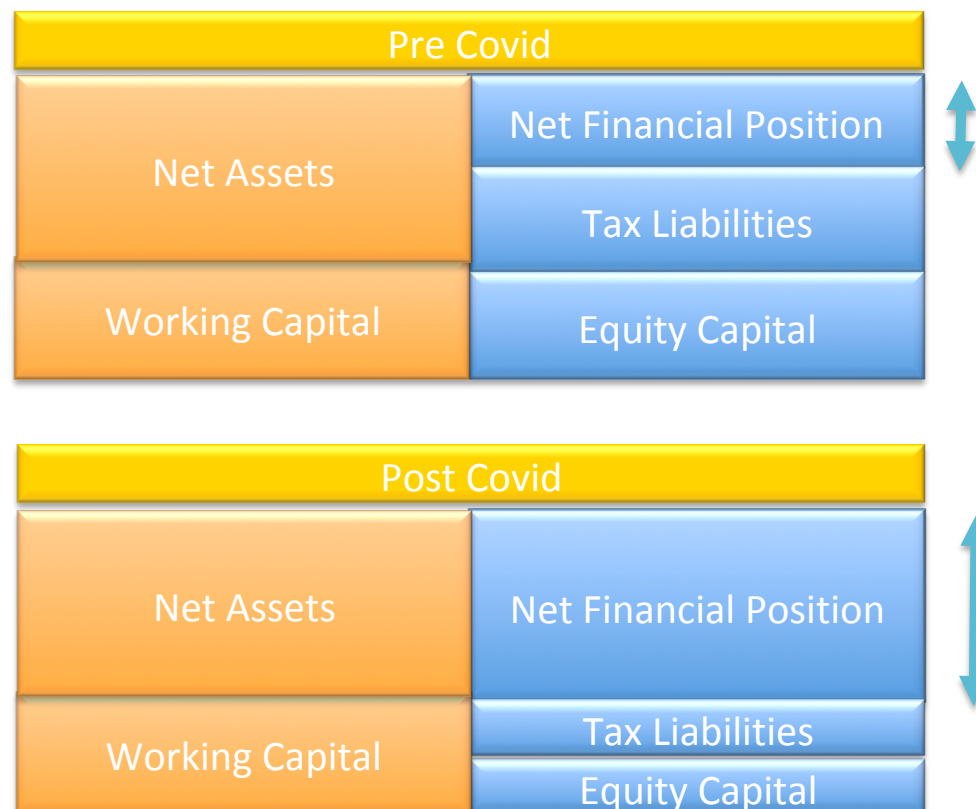 Pre Covid
Net Assets
Net Financial Position
Tax Liabilities
Working Capital
Equity Capital
Post Covid
Net Assets
Net Financial Position
Tax Liabilities
Working Capital
Equity Capital